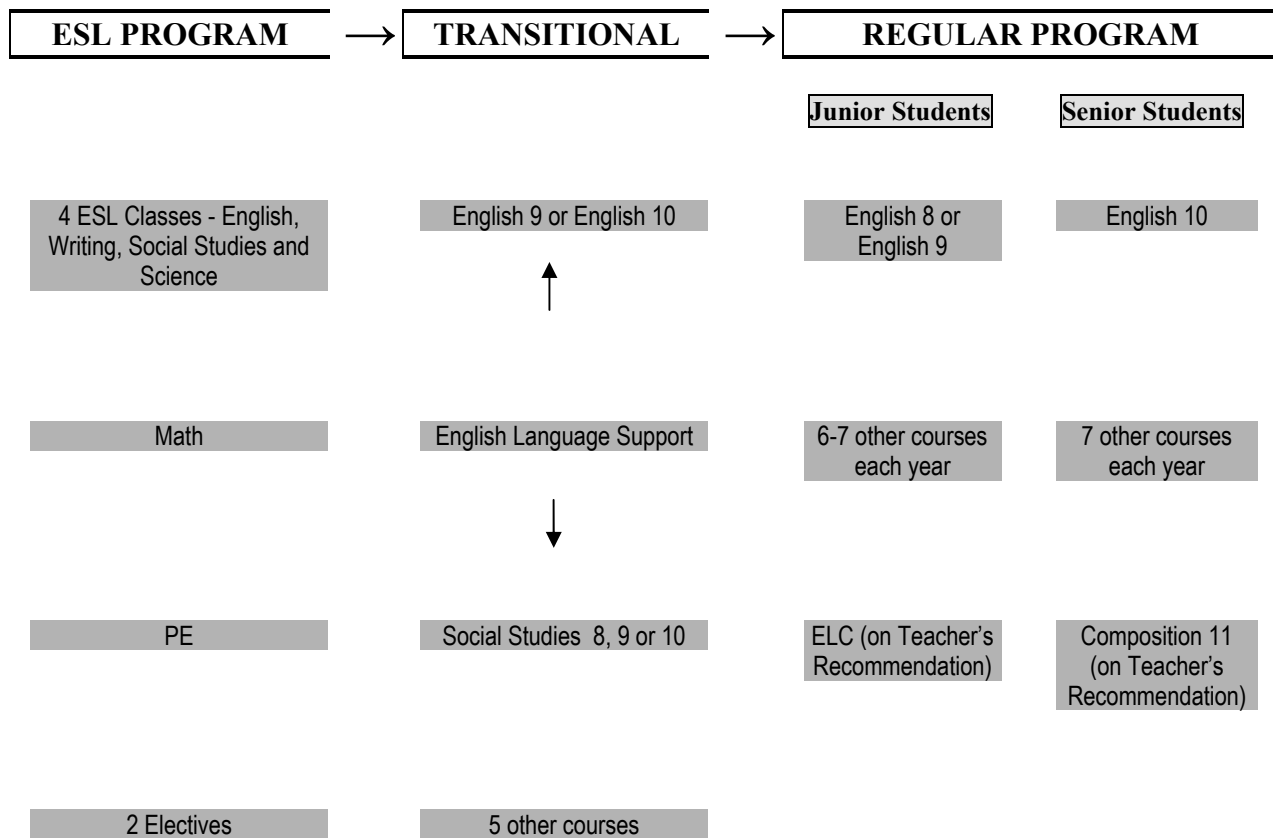 ESL PROGRAM → TRANSITIONAL → REGULAR PROGRAM
Junior Students Senior Students
4 ESL Classes - English,
Writing, Social Studies and
Science
English 9 or English 10
English 8 or
English 9
English 10
Math
English Language Support
6-7 other courses
each year
7 other courses
each year
PE
Social Studies 8, 9 or 10
ELC (on Teacher’s
Recommendation)
Composition 11
(on Teacher’s
Recommendation)
2 Electives
5 other courses